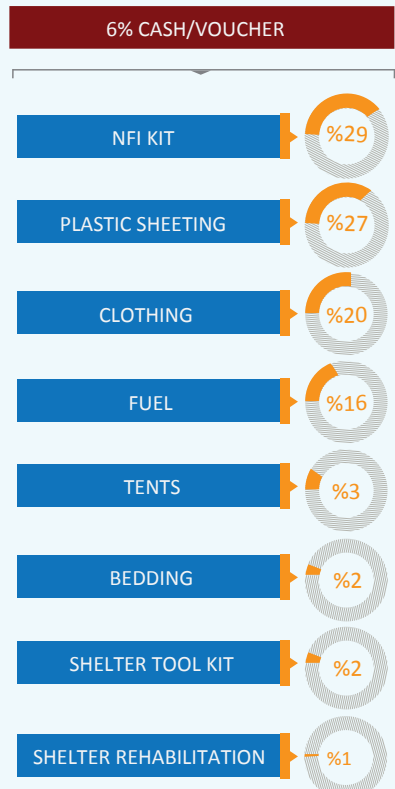 6% CASH/VOUCHER
NFI KIT %29
PLASTIC SHEETING %27
CLOTHING %20
FUEL %16
TENTS %3
BEDDING %2
SHELTER TOOL KIT %2
SHELTER REHABILITATION %1